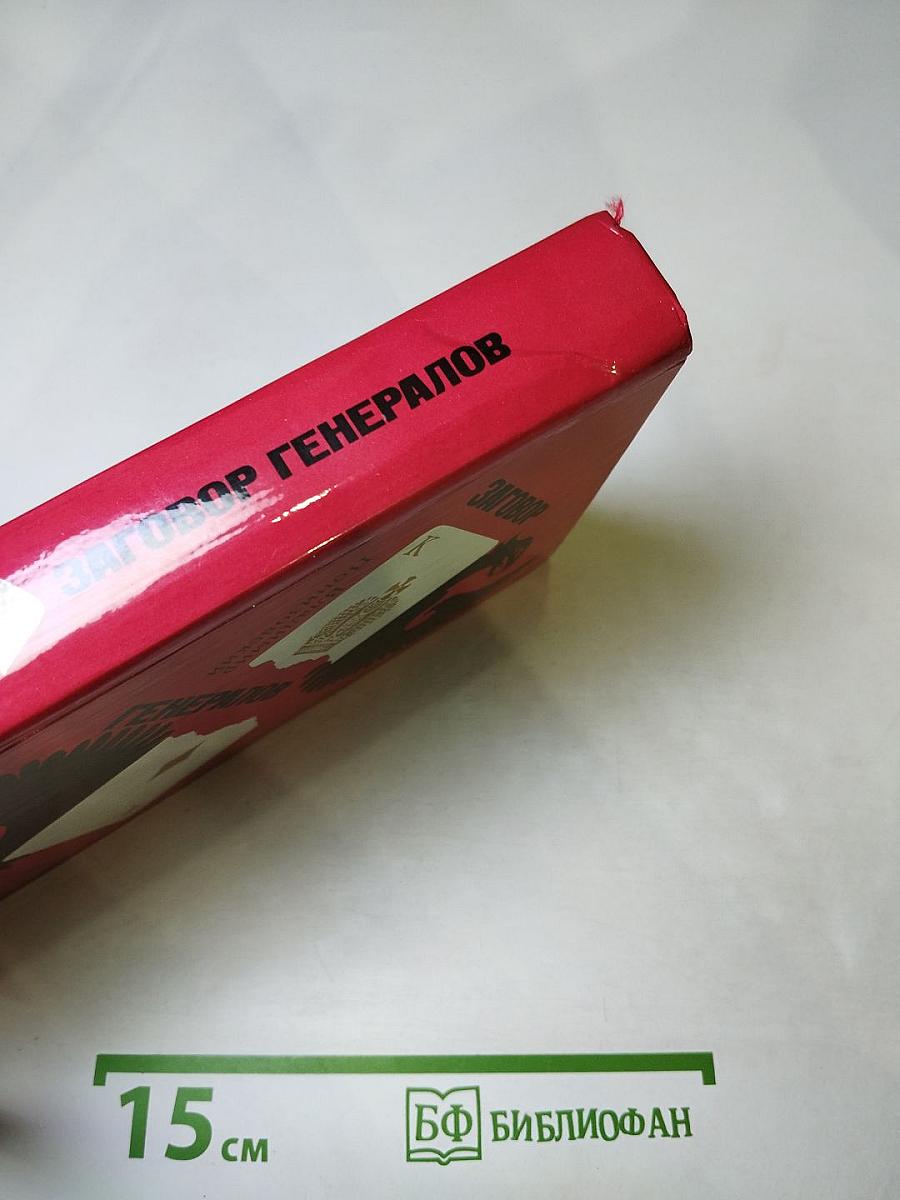 ЗАГОВОР ГЕНЕРАЛОВ
ЗАГОВОР
К
ГЕНЕРАЛОВ
15 см
БФ БИБЛИОФАН